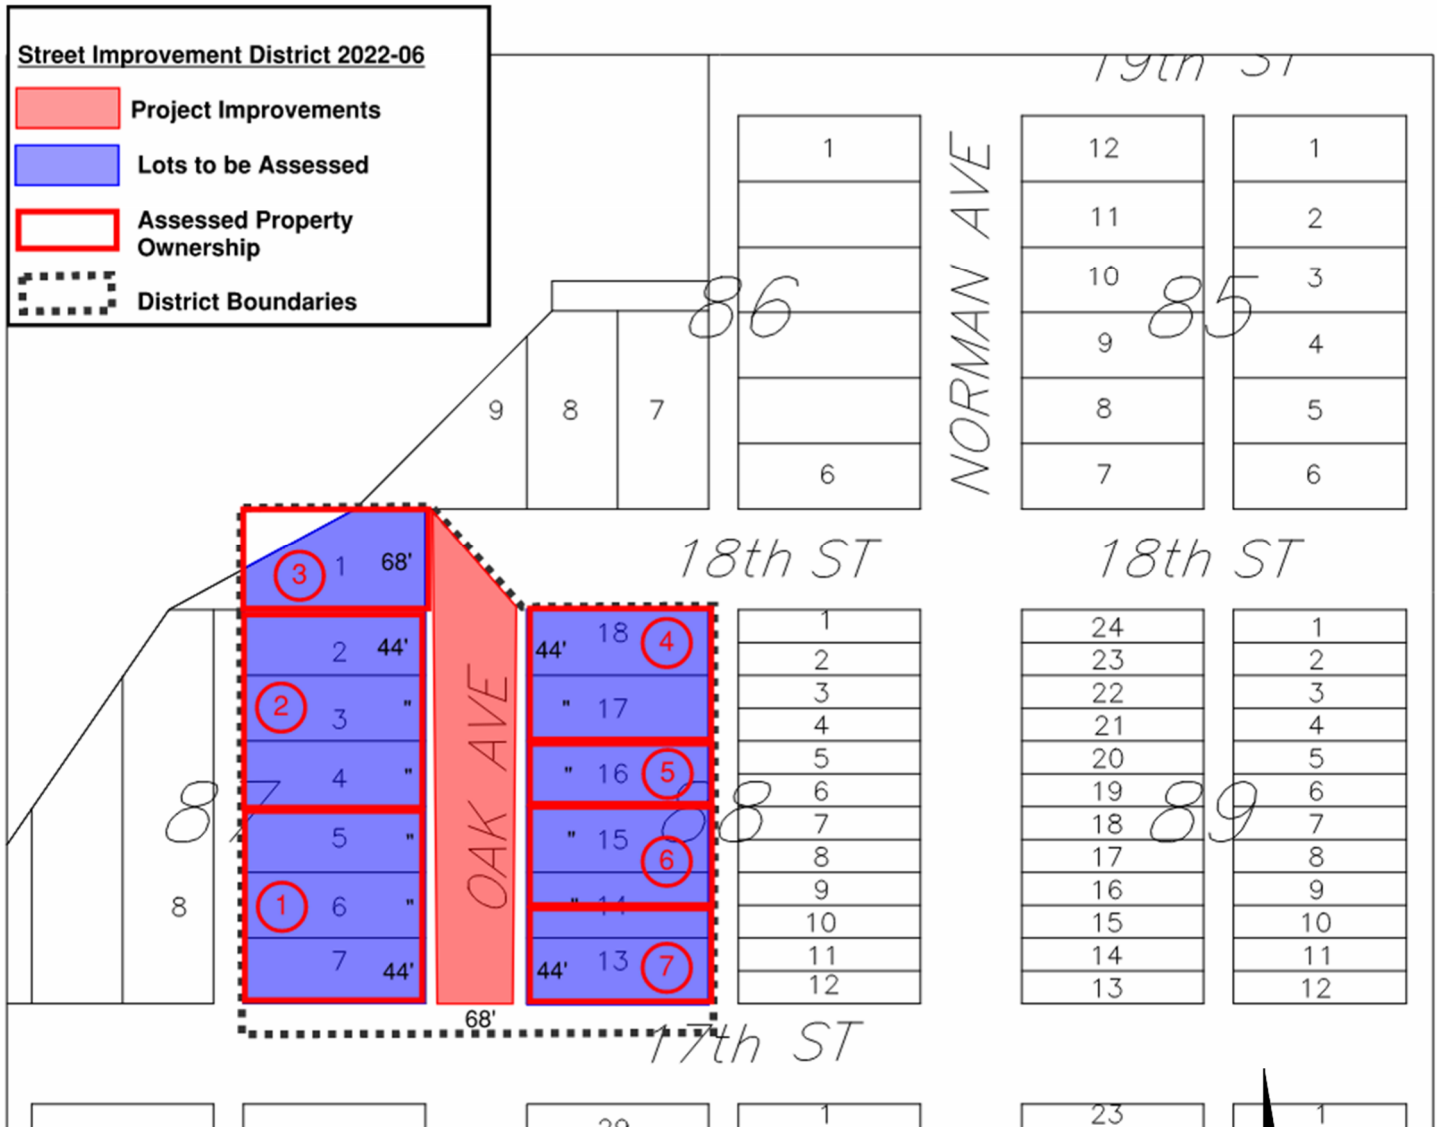 Street Improvement District 2022-06
Project Improvements
Lots to be Assessed
Assessed Property
Ownership
District Boundaries
19th ST
1 12 1
11 2
10 3
86 85
9 4
9 8 7 8 5
6 7 6
NORMAN AVE
18th ST 18th ST
3 1 68'
2 44' 44' 18 4
2 3 " " 17
4 " " 16 5
5 " " 15 6
1 6 " " 14
7 44' 44' 13 7
OAK AVE
87 88 89
8
1 24 1
2 23 2
3 22 3
4 21 4
5 20 5
6 19 6
7 18 7
8 17 8
9 16 9
10 15 10
11 14 11
12 13 12
68'
17th ST
1 23 1